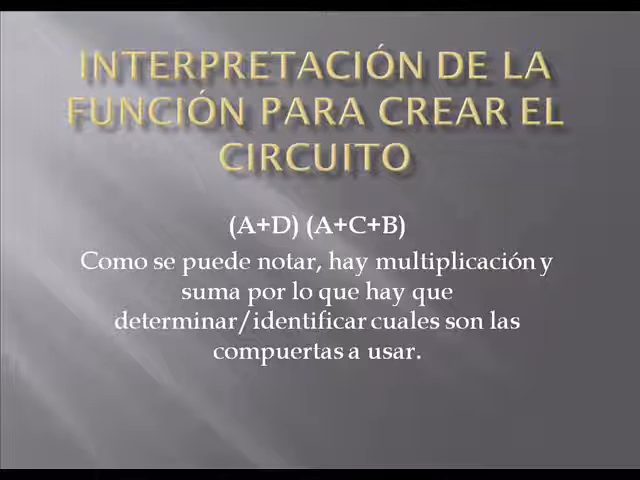 INTERPRETACIÓN DE LA
FUNCIÓN PARA CREAR EL
CIRCUITO
(A+D) (A+C+B)
Como se puede notar, hay multiplicación y
suma por lo que hay que
determinar/identificar cuales son las
compuertas a usar.